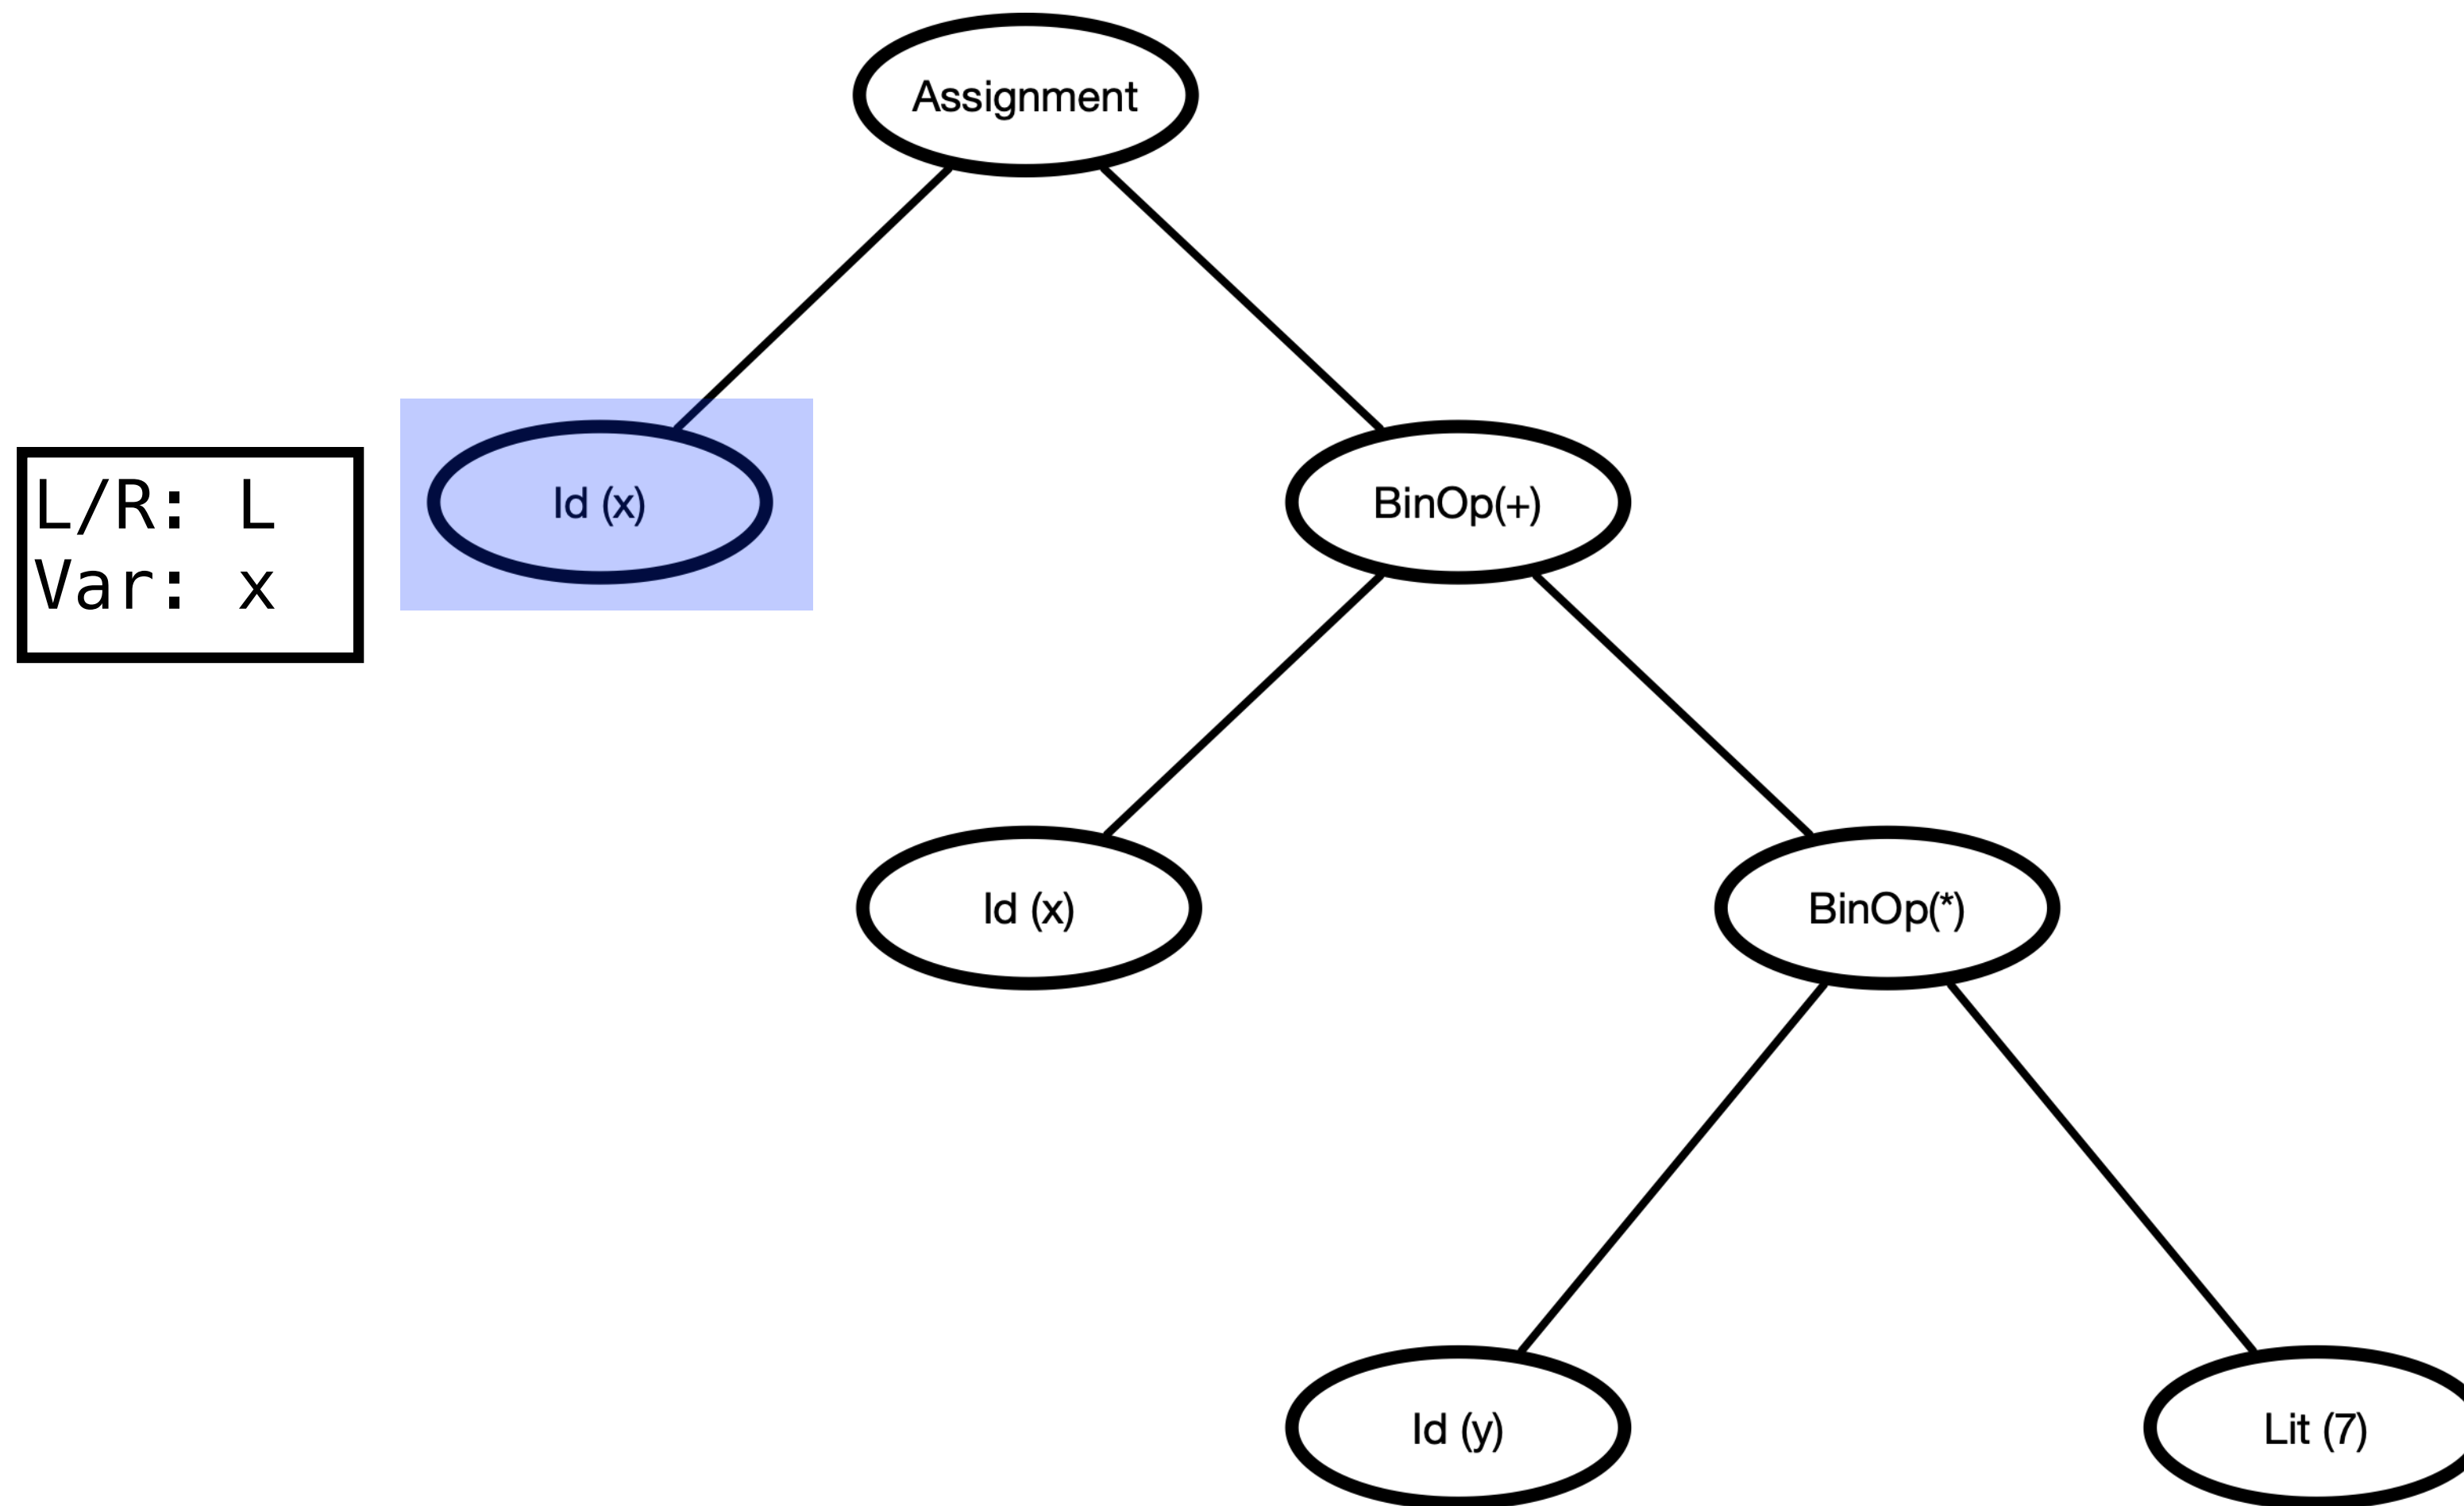 Assignment
L/R: L
Var: x
Id (x)
BinOp(+)
Id (x)
BinOp(*)
Id (y)
Lit (7)